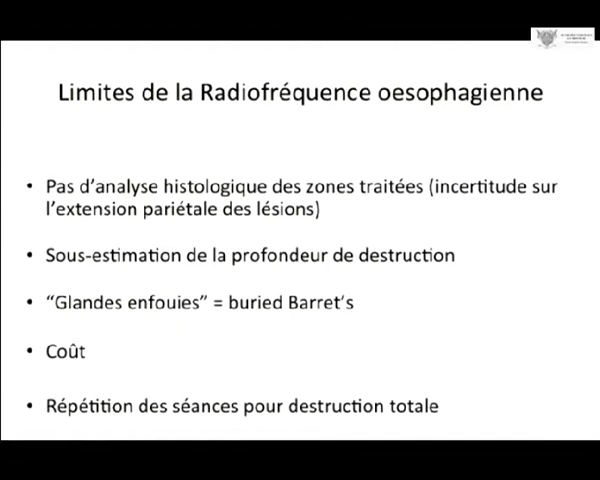 Limites de la Radiofréquence oesophagienne
• Pas d'analyse histologique des zones traitées (incertitude sur
l'extension pariétale des lésions)
• Sous-estimation de la profondeur de destruction
• "Glandes enfouies" = buried Barret's
• Coût
• Répétition des séances pour destruction totale